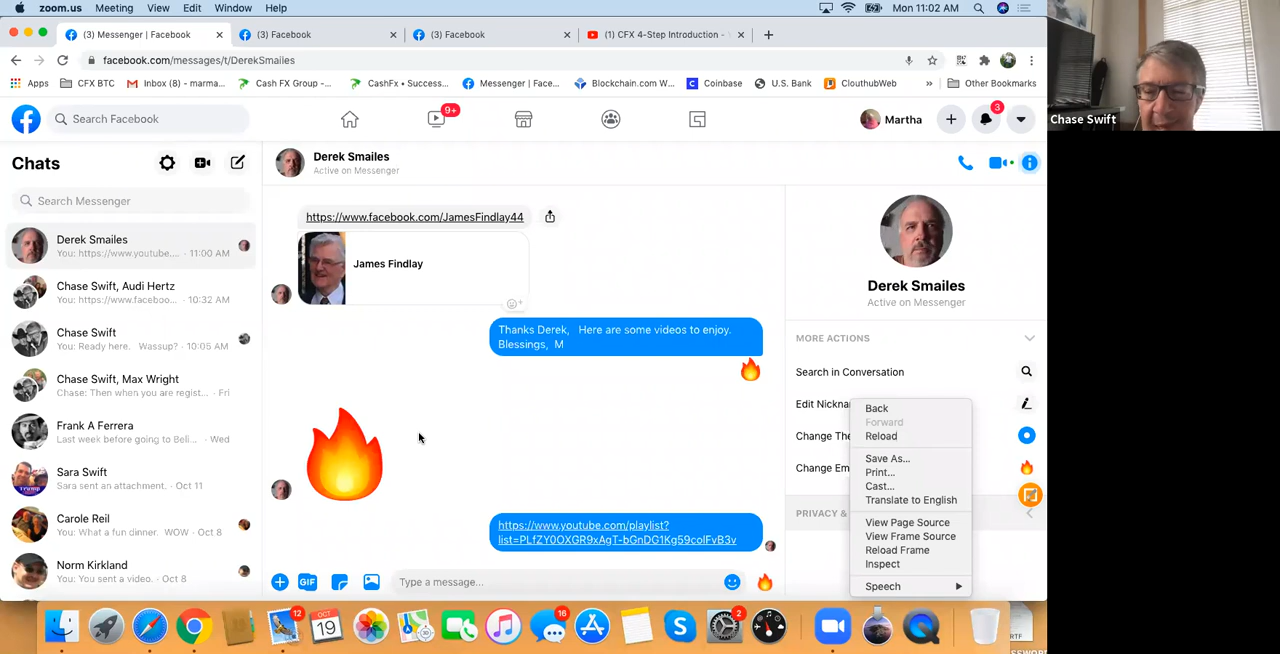 zoom.us Meeting View Edit Window Help Mon 11:02 AM
(3) Messenger | Facebook (3) Facebook (3) Facebook (1) CFX 4-Step Introduction -
facebook.com/messages/t/DerekSmailes
Apps CFX BTC Inbox (8) - marma... Cash FX Group -... CashFx • Success... Messenger | Face... Blockchain.com W... Coinbase U.S. Bank ClouthubWeb » Other Bookmarks
Search Facebook 9+ Martha 3
Chase Swift
Chats
Search Messenger
Derek Smailes
You: https://www.youtube.... · 11:00 AM
Chase Swift, Audi Hertz
You: https://www.faceboo... · 10:32 AM
Chase Swift
You: Ready here. Wassup? · 10:05 AM
Chase Swift, Max Wright
Chase: Then when you are regist... · Fri
Frank A Ferrera
Last week before going to Beli... · Wed
Sara Swift
Sara sent an attachment. · Oct 11
Carole Reil
You: What a fun dinner. WOW · Oct 8
Norm Kirkland
You: You sent a video. · Oct 8
Derek Smailes
Active on Messenger
https://www.facebook.com/JamesFindlay44
James Findlay
Thanks Derek, Here are some videos to enjoy.
Blessings, M
https://www.youtube.com/playlist?
list=PLfZY0OXGR9xAgT-bGnDG1Kg59colFvB3v
GIF Type a message...
Derek Smailes
Active on Messenger
MORE ACTIONS
Search in Conversation
Edit Nickna
Change The
Change Em
PRIVACY &
Back
Forward
Reload
Save As...
Print...
Cast...
Translate to English
View Page Source
View Frame Source
Reload Frame
Inspect
Speech
12 OCT 19 16 2
RTF